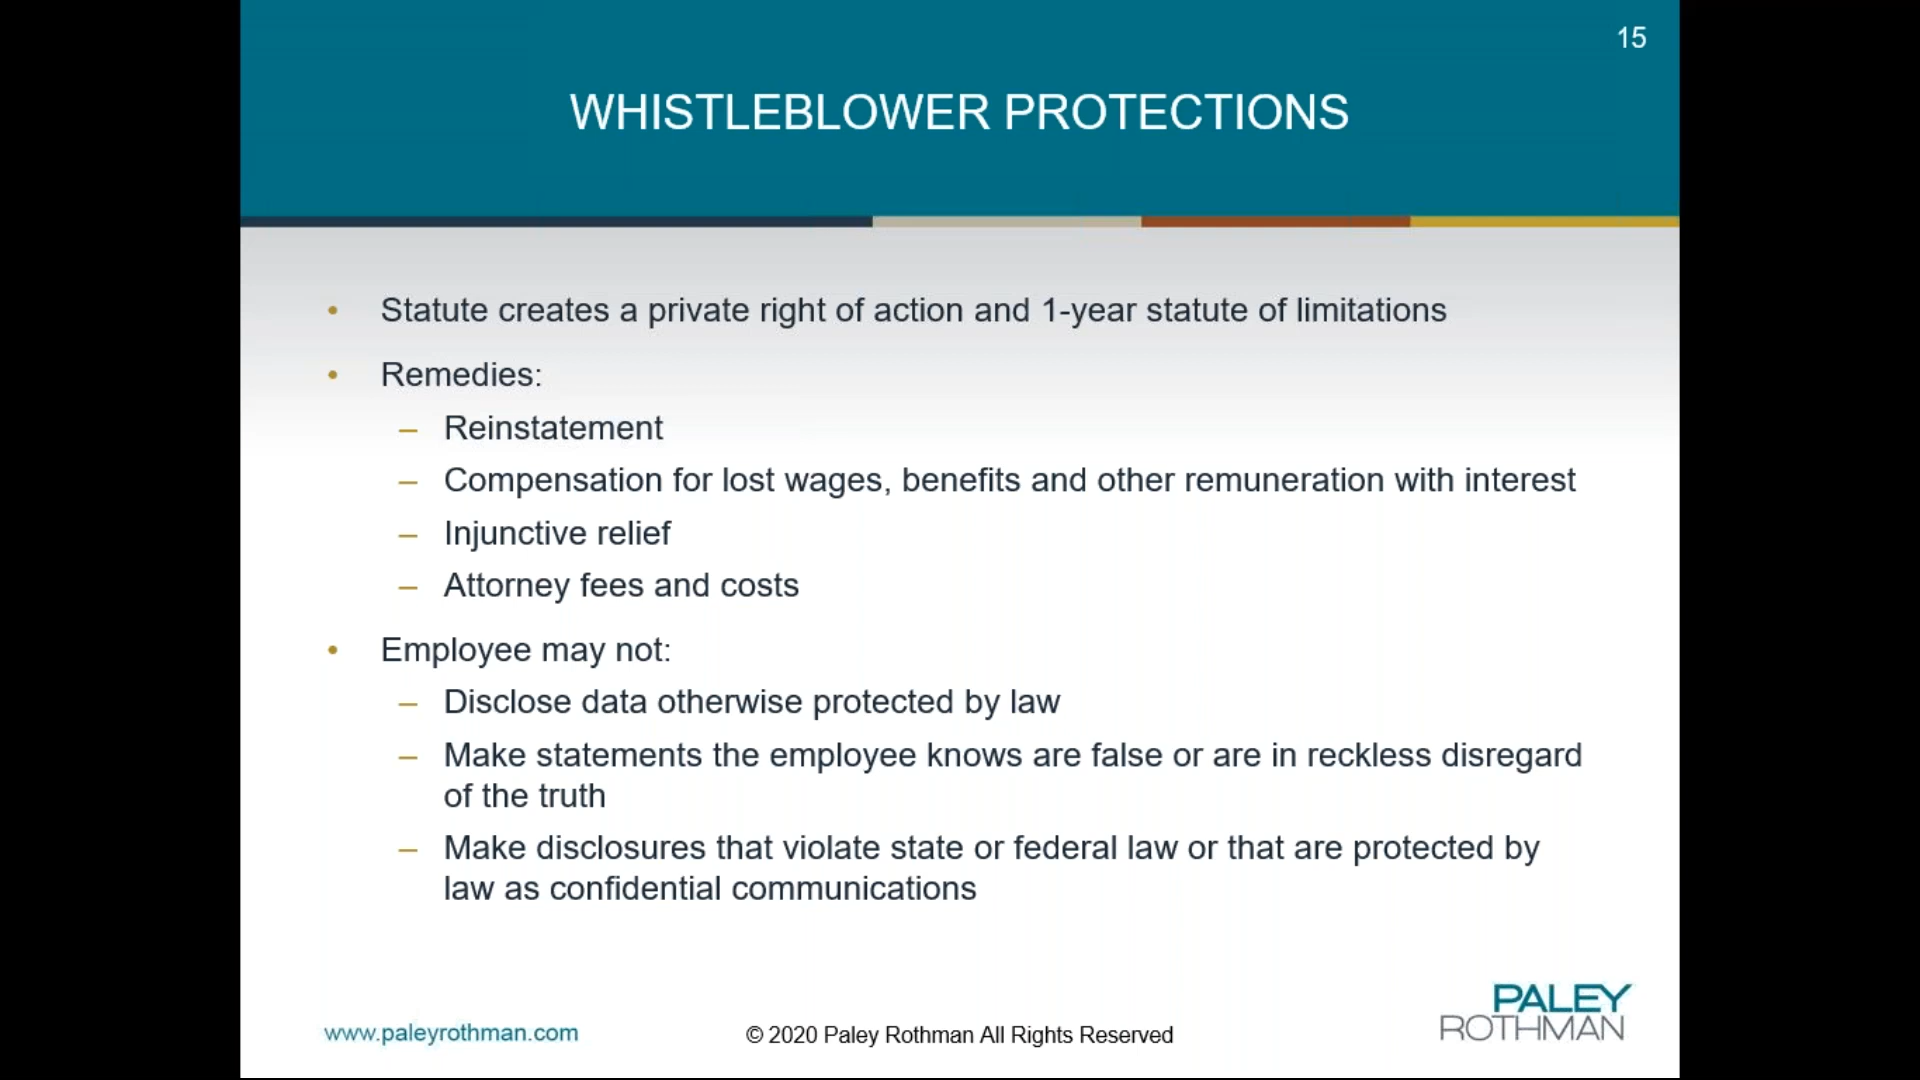 15
WHISTLEBLOWER PROTECTIONS
• Statute creates a private right of action and 1-year statute of limitations
• Remedies:
– Reinstatement
– Compensation for lost wages, benefits and other remuneration with interest
– Injunctive relief
– Attorney fees and costs
• Employee may not:
– Disclose data otherwise protected by law
– Make statements the employee knows are false or are in reckless disregard
of the truth
– Make disclosures that violate state or federal law or that are protected by
law as confidential communications
www.paleyrothman.com
© 2020 Paley Rothman All Rights Reserved
PALEY
ROTHMAN